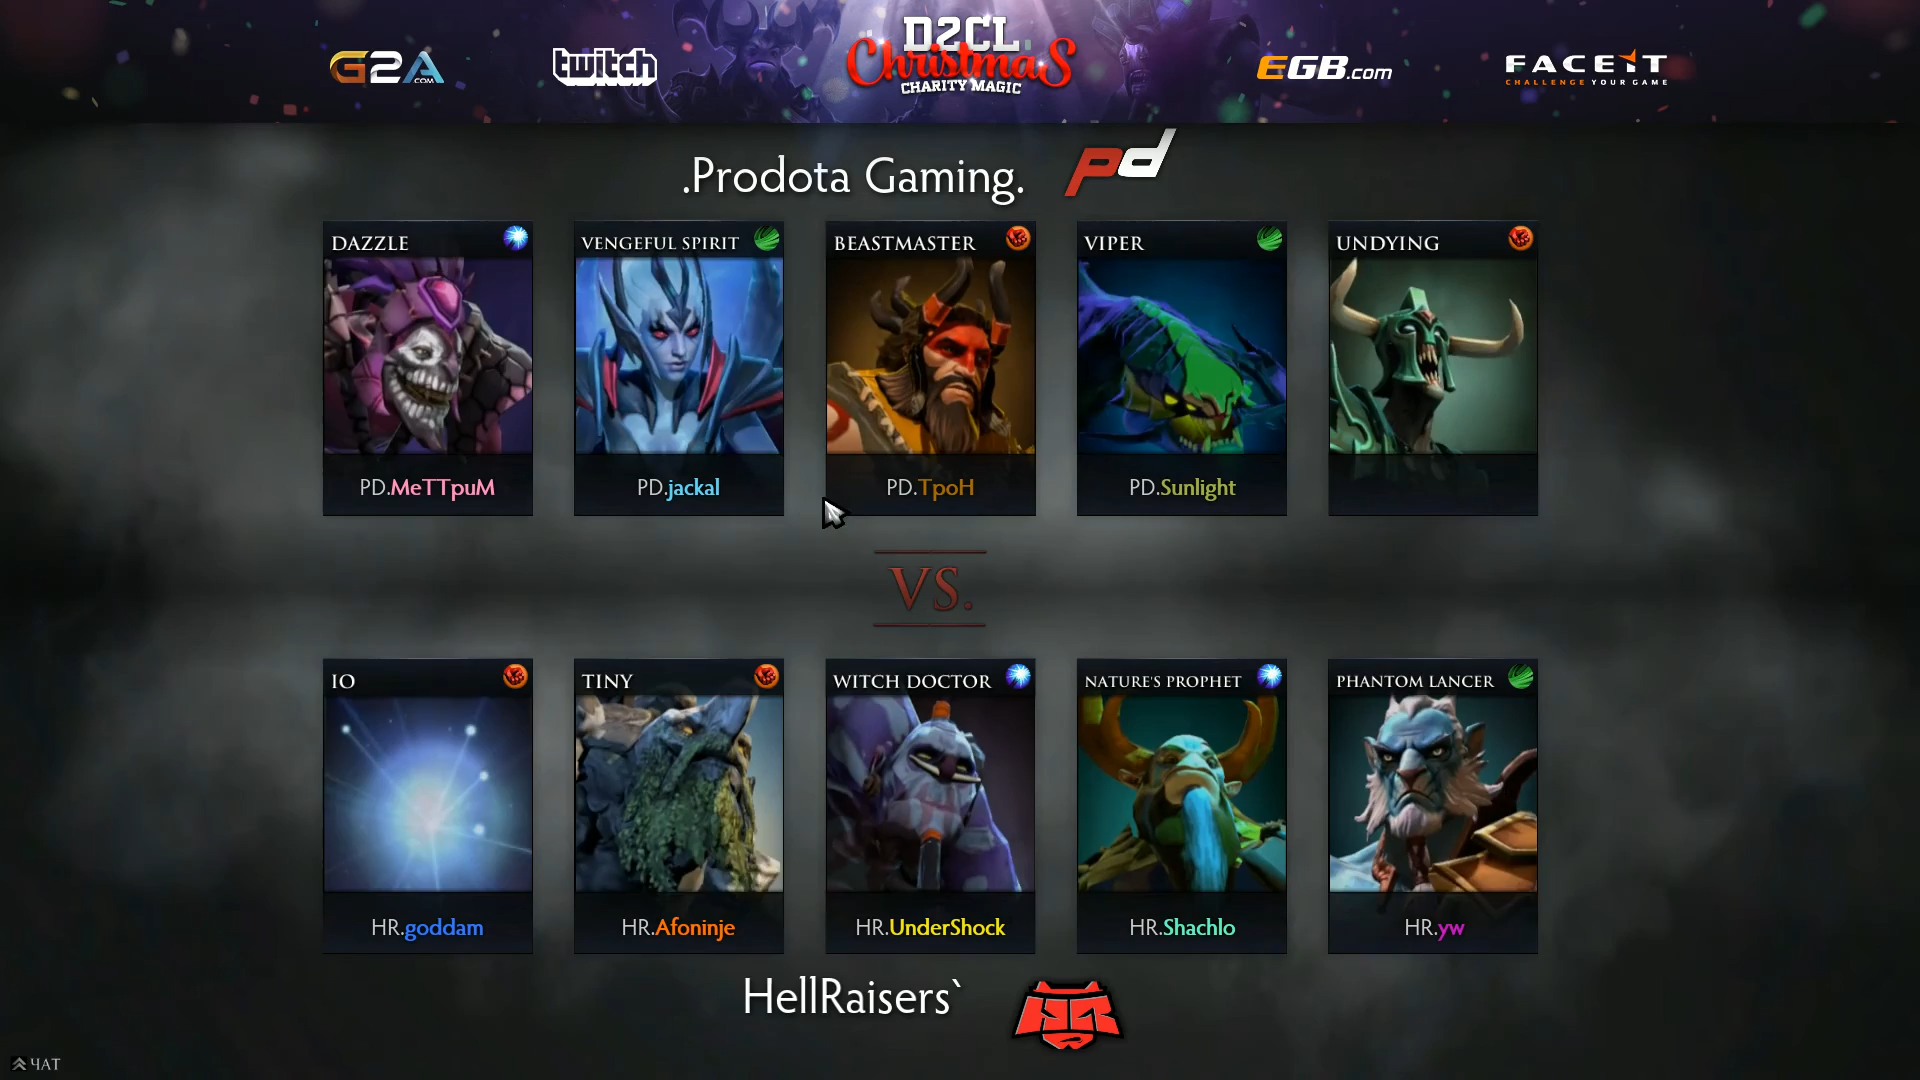 G2A.COM
twitch
D2CL
Christmas
CHARITY MAGIC
EGB.com
FACEIT
CHALLENGE YOUR GAME
.Prodota Gaming. PD
DAZZLE
VENGEFUL SPIRIT
BEASTMASTER
VIPER
UNDYING
PD.MeTTpuM
PD.jackal
PD.TpoH
PD.Sunlight
VS.
IO
TINY
WITCH DOCTOR
NATURE'S PROPHET
PHANTOM LANCER
HR.goddam
HR.Afoninje
HR.UnderShock
HR.Shachlo
HR.yw
HellRaisers` HR
ЧАТ